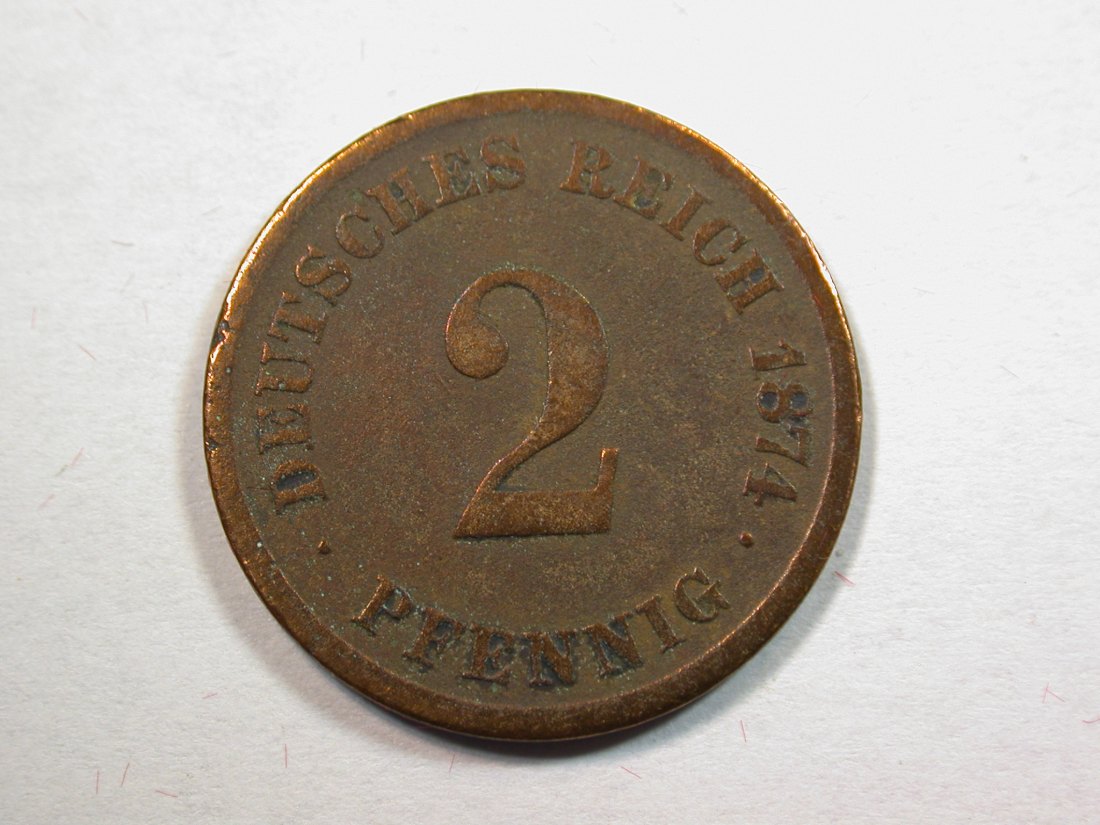 DEUTSCHES REICH 1874
2
· PFENNIG ·